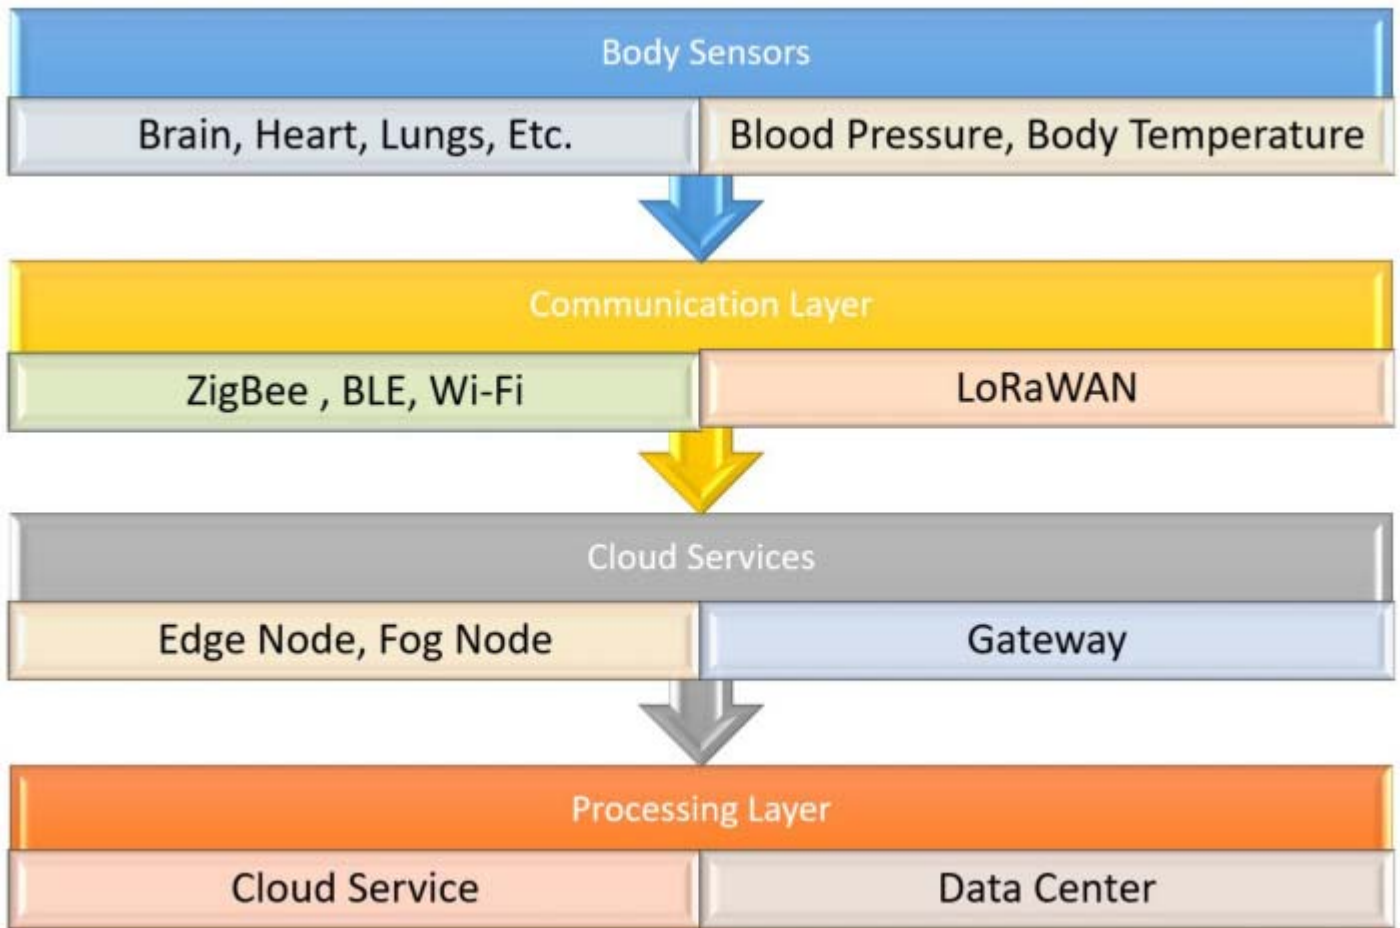 Body Sensors
Brain, Heart, Lungs, Etc.
Blood Pressure, Body Temperature
Communication Layer
ZigBee , BLE, Wi-Fi
LoRaWAN
Cloud Services
Edge Node, Fog Node
Gateway
Processing Layer
Cloud Service
Data Center